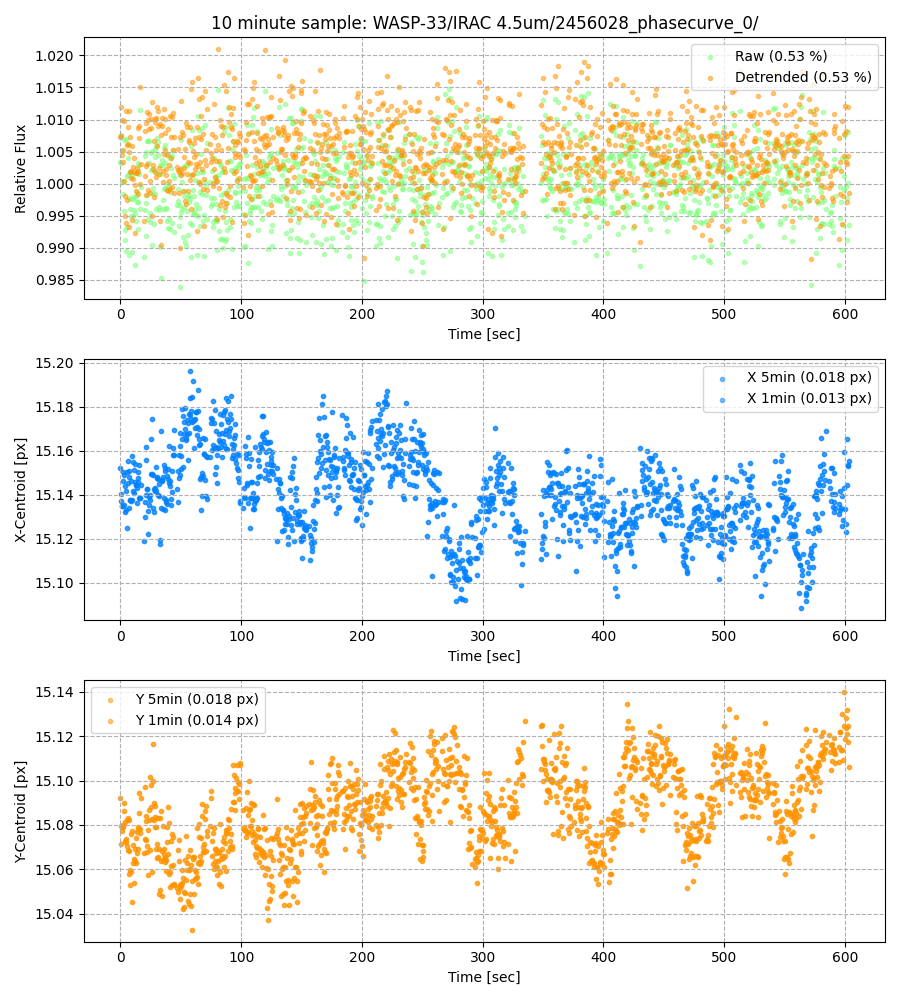 10 minute sample: WASP-33/IRAC 4.5um/2456028_phasecurve_0/
1.020
1.015
1.010
1.005
1.000
0.995
0.990
0.985
Relative Flux
Raw (0.53 %)
Detrended (0.53 %)
0 100 200 300 400 500 600
Time [sec]
15.20
15.18
15.16
15.14
15.12
15.10
X-Centroid [px]
X 5min (0.018 px)
X 1min (0.013 px)
0 100 200 300 400 500 600
Time [sec]
15.14
15.12
15.10
15.08
15.06
15.04
Y-Centroid [px]
Y 5min (0.018 px)
Y 1min (0.014 px)
0 100 200 300 400 500 600
Time [sec]